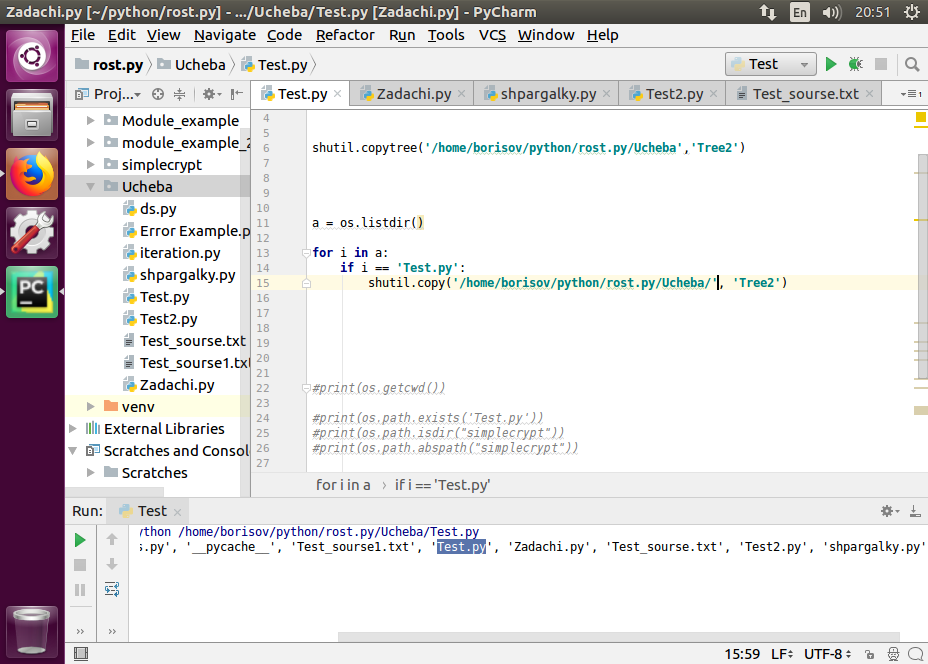 Zadachi.py [~/python/rost.py] - .../Ucheba/Test.py [Zadachi.py] - PyCharm
En
20:51
File Edit View Navigate Code Refactor Run Tools VCS Window Help
rost.py Ucheba Test.py
Test
Proj...
Test.py Zadachi.py shpargalky.py Test2.py Test_sourse.txt
1
Module_example
module_example_2
simplecrypt
Ucheba
ds.py
Error Example.p
iteration.py
shpargalky.py
Test.py
Test2.py
Test_sourse.txt
Test_sourse1.txt
Zadachi.py
venv
External Libraries
Scratches and Consol
Scratches
PC
4
5
6 shutil.copytree('/home/borisov/python/rost.py/Ucheba','Tree2')
7
8
9
10
11 a = os.listdir()
12
13 for i in a:
14 if i == 'Test.py':
15 shutil.copy('/home/borisov/python/rost.py/Ucheba/', 'Tree2')
16
17
18
19
20
21
22 #print(os.getcwd())
23
24 #print(os.path.exists('Test.py'))
25 #print(os.path.isdir("simplecrypt"))
26 #print(os.path.abspath("simplecrypt"))
27
for i in a › if i == 'Test.py'
Run: Test
ython /home/borisov/python/rost.py/Ucheba/Test.py
s.py', '__pycache__', 'Test_sourse1.txt', 'Test.py', 'Zadachi.py', 'Test_sourse.txt', 'Test2.py', 'shpargalky.py'
15:59 LF UTF-8